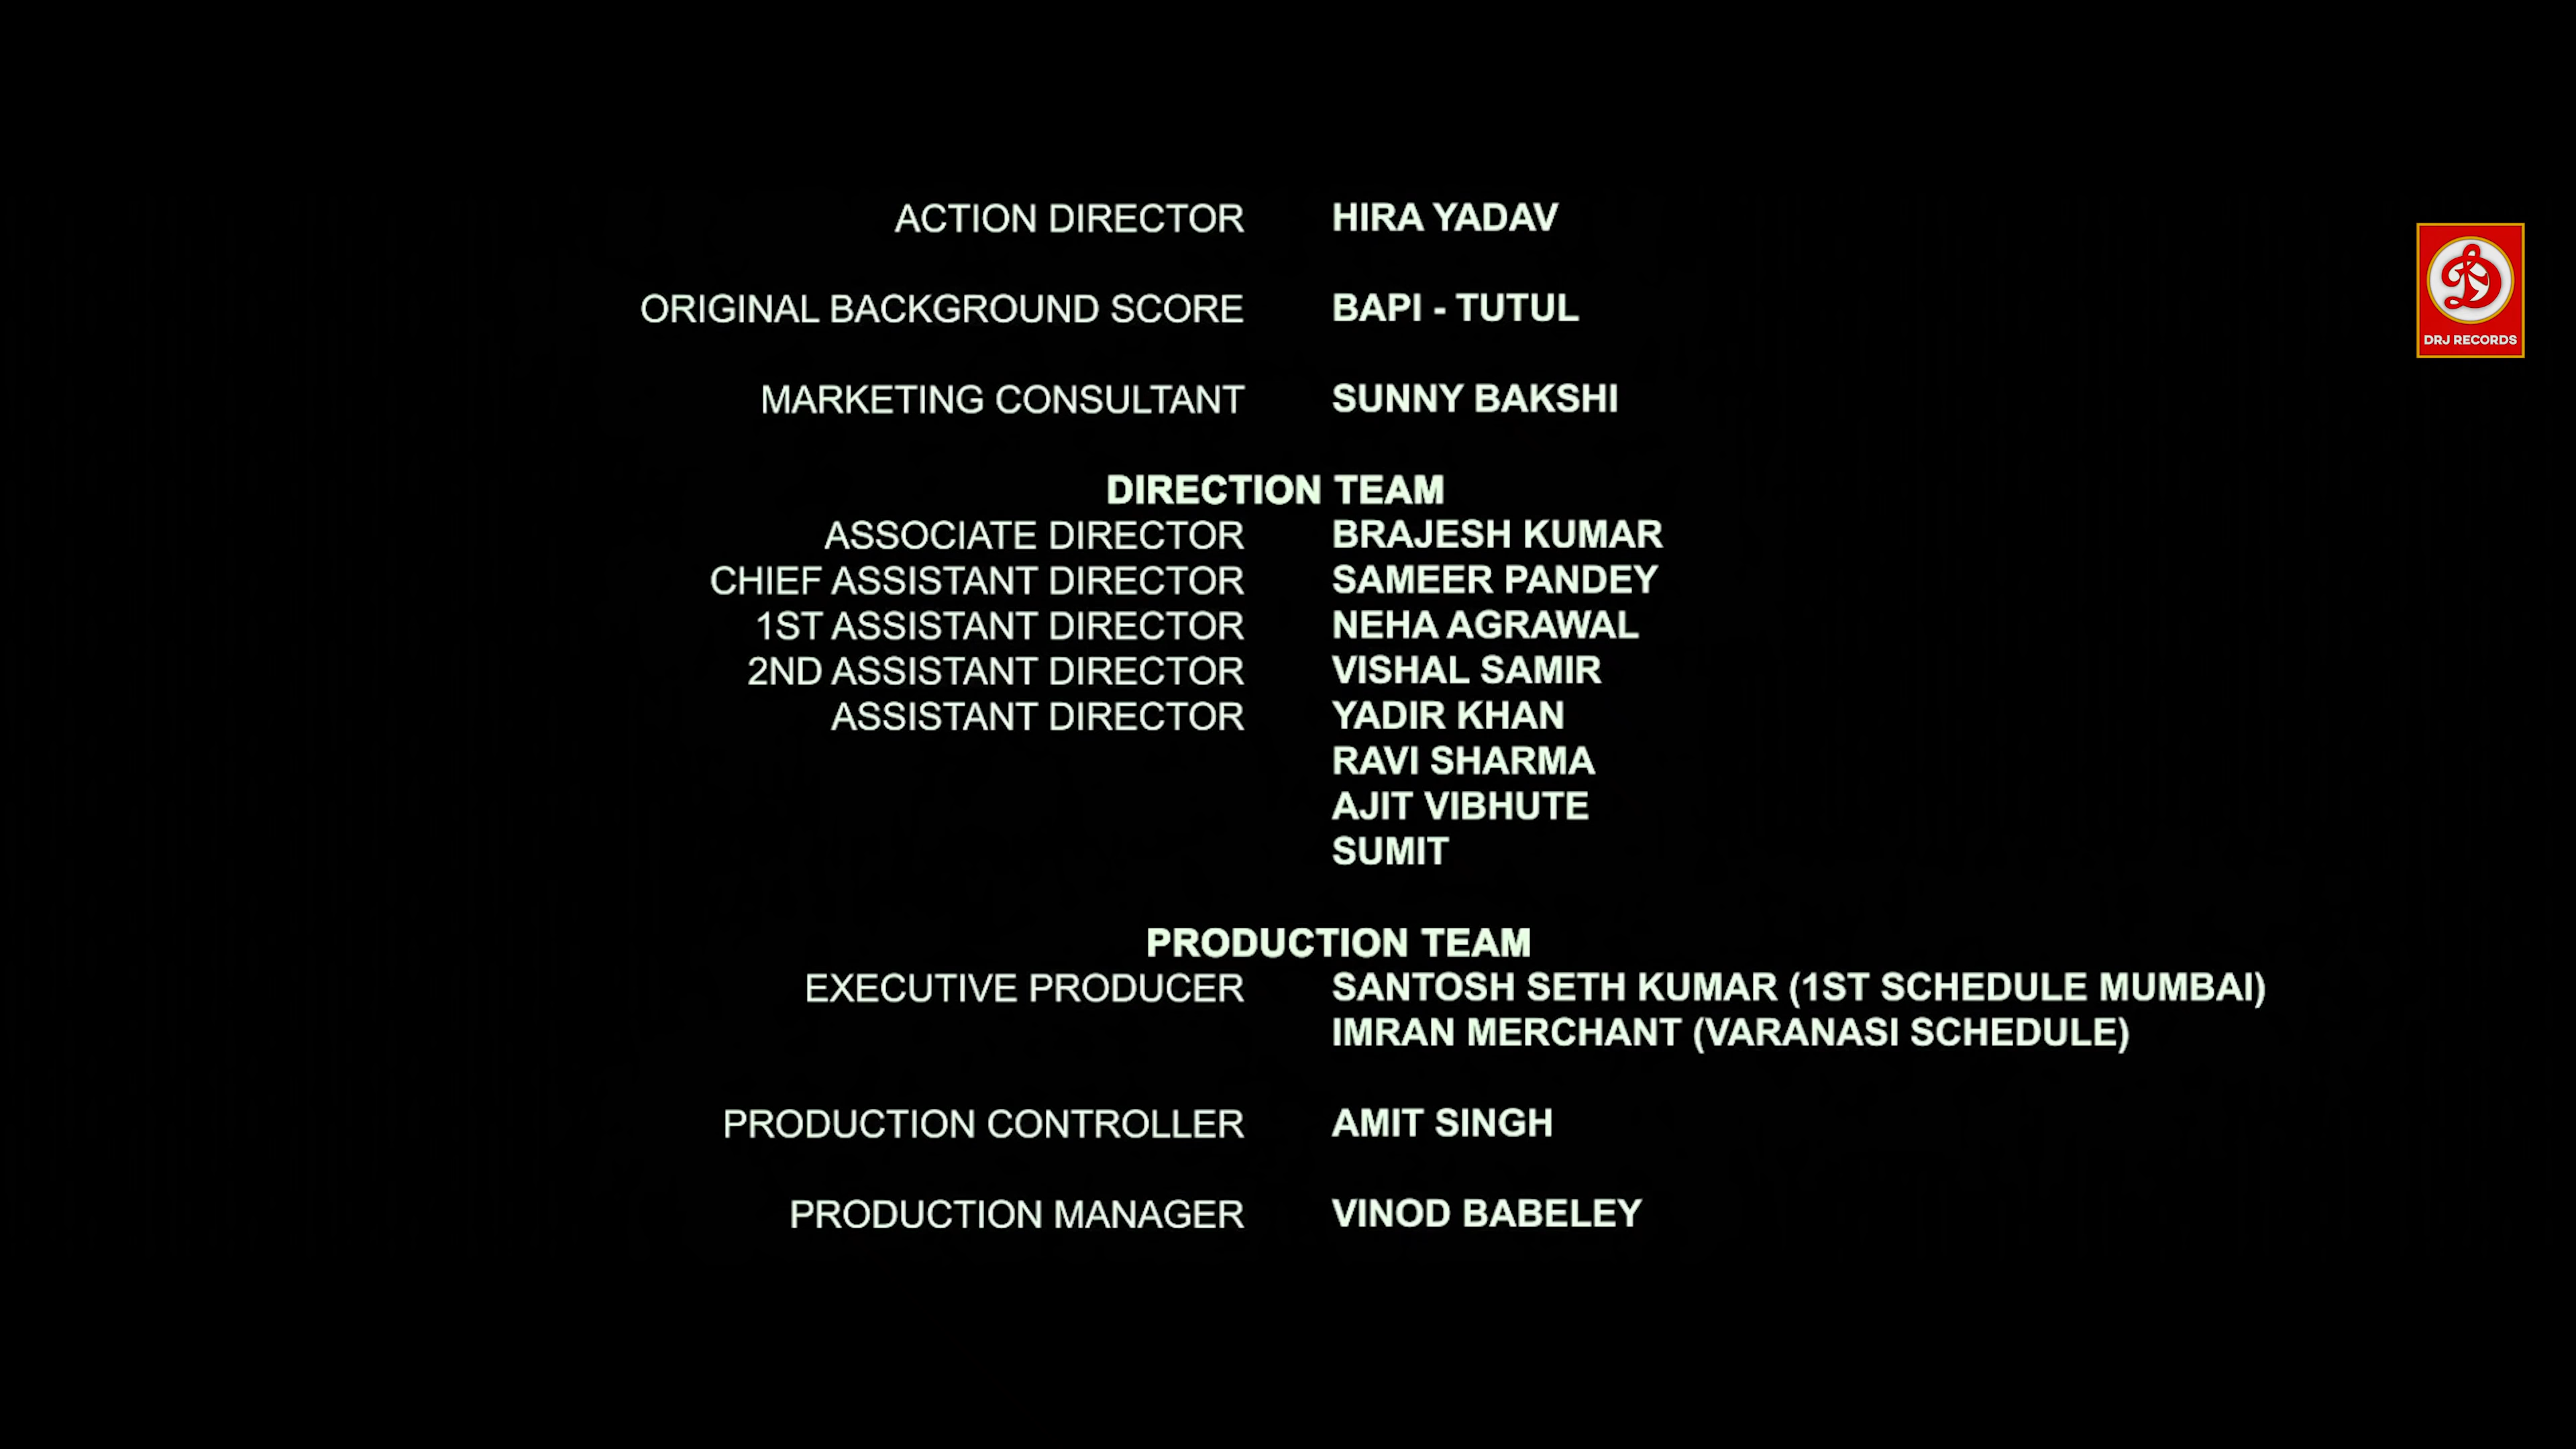 ACTION DIRECTOR HIRA YADAV
ORIGINAL BACKGROUND SCORE BAPI - TUTUL
MARKETING CONSULTANT SUNNY BAKSHI
DIRECTION TEAM
ASSOCIATE DIRECTOR BRAJESH KUMAR
CHIEF ASSISTANT DIRECTOR SAMEER PANDEY
1ST ASSISTANT DIRECTOR NEHA AGRAWAL
2ND ASSISTANT DIRECTOR VISHAL SAMIR
ASSISTANT DIRECTOR YADIR KHAN
RAVI SHARMA
AJIT VIBHUTE
SUMIT
PRODUCTION TEAM
EXECUTIVE PRODUCER SANTOSH SETH KUMAR (1ST SCHEDULE MUMBAI)
IMRAN MERCHANT (VARANASI SCHEDULE)
PRODUCTION CONTROLLER AMIT SINGH
PRODUCTION MANAGER VINOD BABELEY
DRJ RECORDS